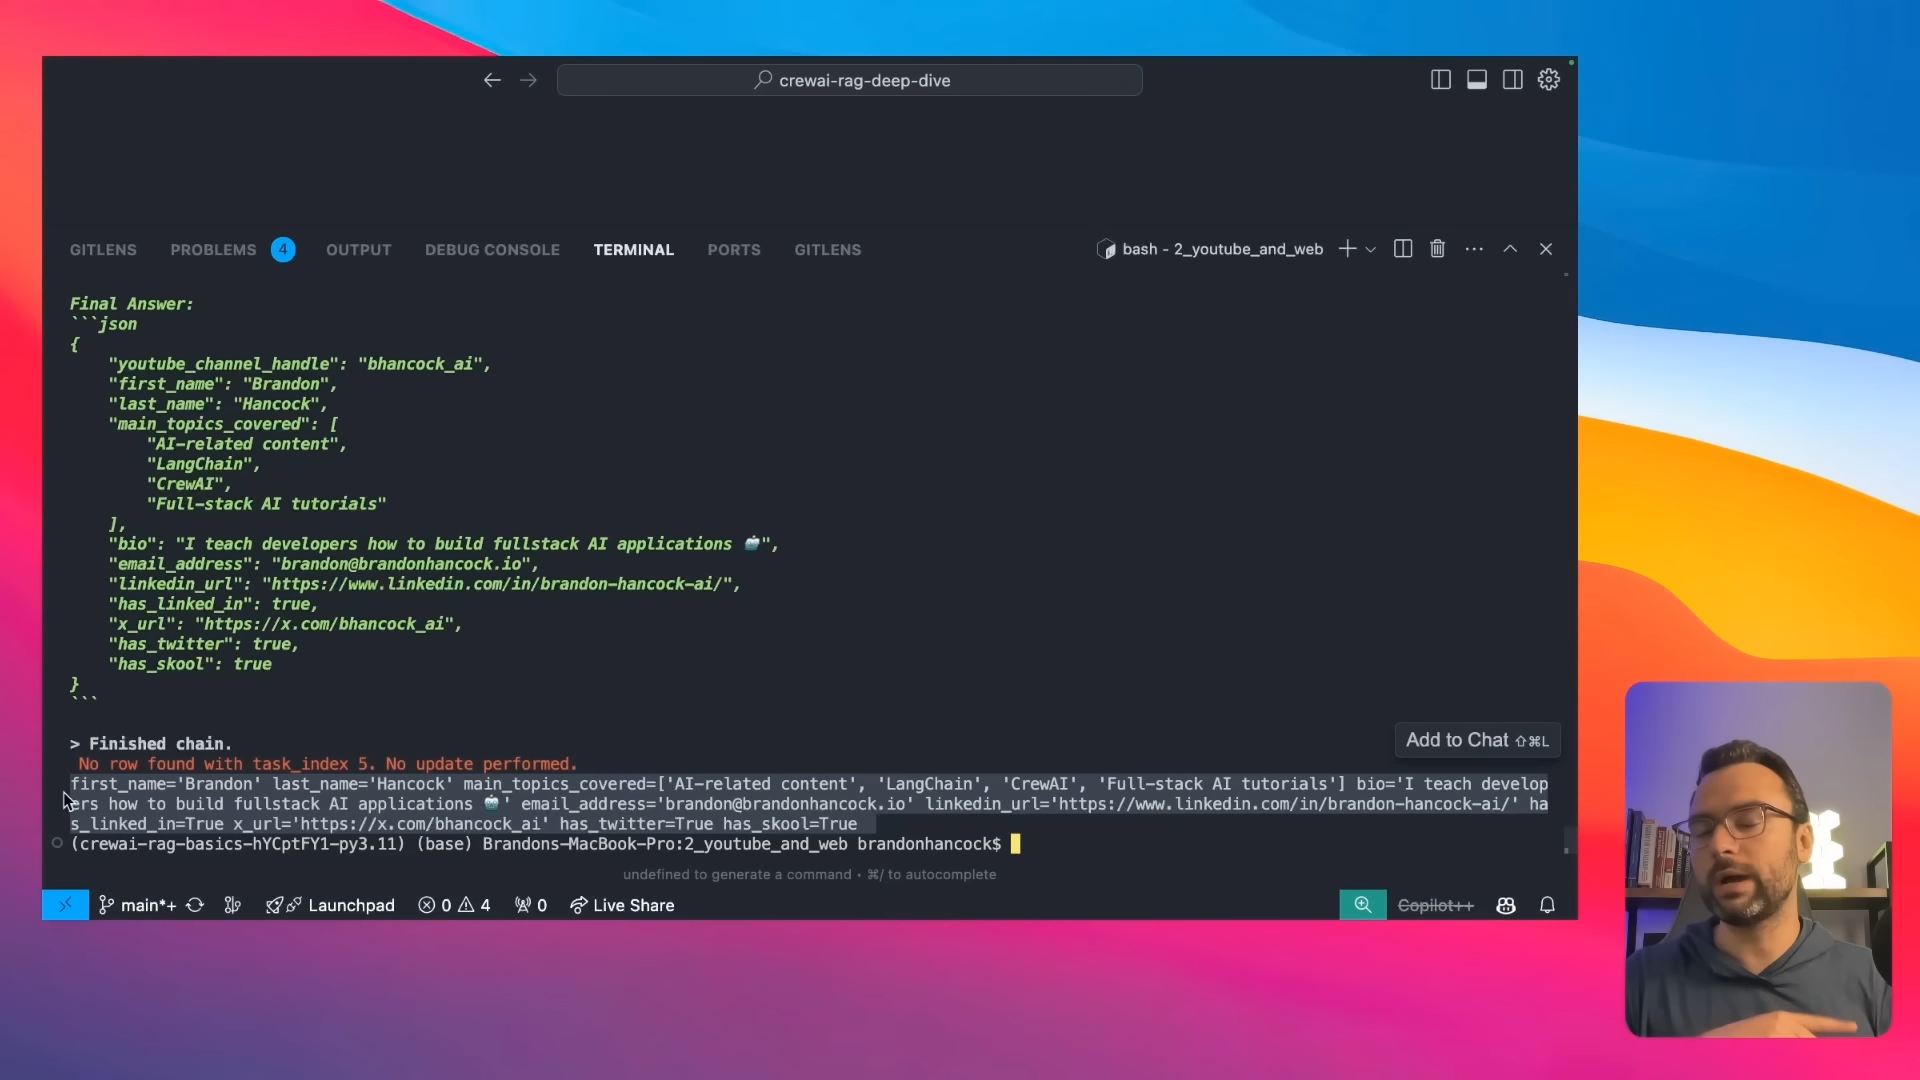 crewai-rag-deep-dive
GITLENS PROBLEMS 4 OUTPUT DEBUG CONSOLE TERMINAL PORTS GITLENS bash - 2_youtube_and_web
Final Answer:
```json
{
    "youtube_channel_handle": "bhancock_ai",
    "first_name": "Brandon",
    "last_name": "Hancock",
    "main_topics_covered": [
        "AI-related content",
        "LangChain",
        "CrewAI",
        "Full-stack AI tutorials"
    ],
    "bio": "I teach developers how to build fullstack AI applications 🤖",
    "email_address": "brandon@brandonhancock.io",
    "linkedin_url": "https://www.linkedin.com/in/brandon-hancock-ai/",
    "has_linked_in": true,
    "x_url": "https://x.com/bhancock_ai",
    "has_twitter": true,
    "has_skool": true
}
```
> Finished chain.
Add to Chat ⇧⌘L
No row found with task_index 5. No update performed.
first_name='Brandon' last_name='Hancock' main_topics_covered=['AI-related content', 'LangChain', 'CrewAI', 'Full-stack AI tutorials'] bio='I teach develop
ers how to build fullstack AI applications 🤖' email_address='brandon@brandonhancock.io' linkedin_url='https://www.linkedin.com/in/brandon-hancock-ai/' ha
s_linked_in=True x_url='https://x.com/bhancock_ai' has_twitter=True has_skool=True
(crewai-rag-basics-hYCptFY1-py3.11) (base) Brandons-MacBook-Pro:2_youtube_and_web brandonhancock$
undefined to generate a command • ⌘/ to autocomplete
main*+ Launchpad 0 4 0 Live Share Copilot++